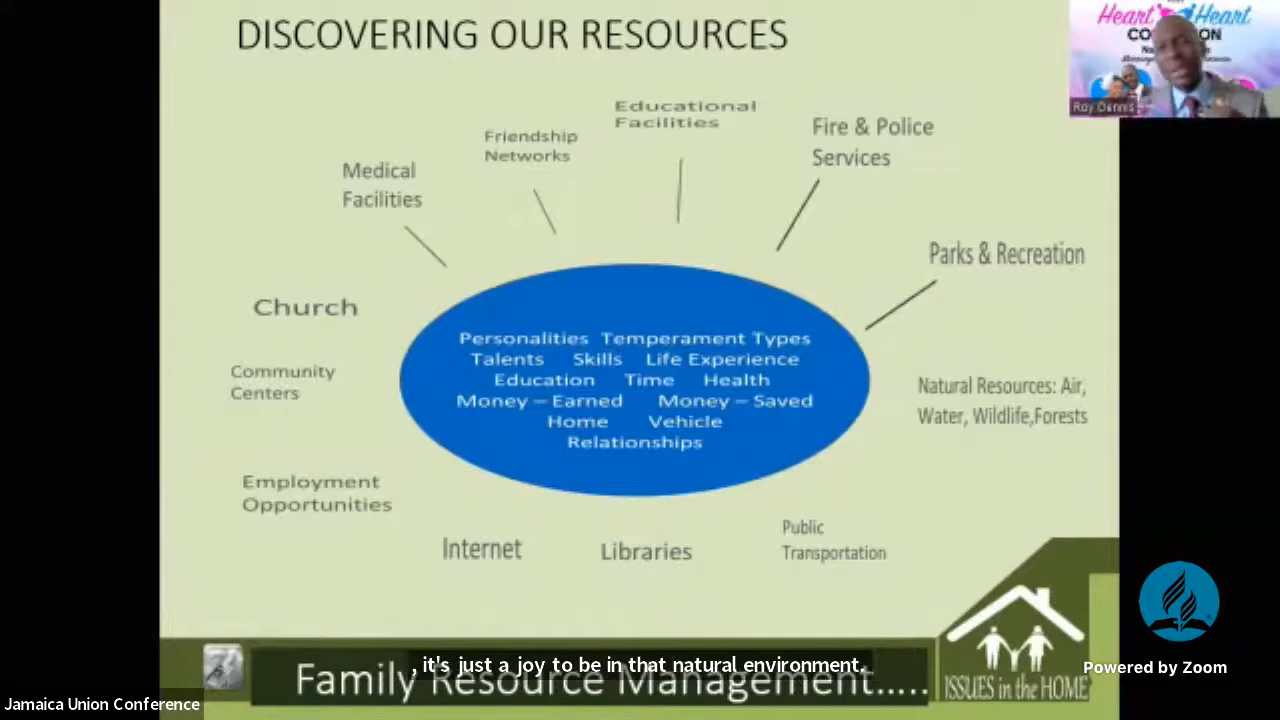 DISCOVERING OUR RESOURCES
Heart Heart
Roy Dennis
Educational
Facilities
Friendship
Networks
Fire & Police
Services
Medical
Facilities
Parks & Recreation
Church
Personalities Temperament Types
Talents Skills Life Experience
Education Time Health
Money – Earned Money – Saved
Home Vehicle
Relationships
Community
Centers
Natural Resources: Air,
Water, Wildlife,Forests
Employment
Opportunities
Internet
Libraries
Public
Transportation
, it's just a joy to be in that natural environment.
Family Resource Management.....
ISSUES in the HOME
Powered by Zoom
Jamaica Union Conference